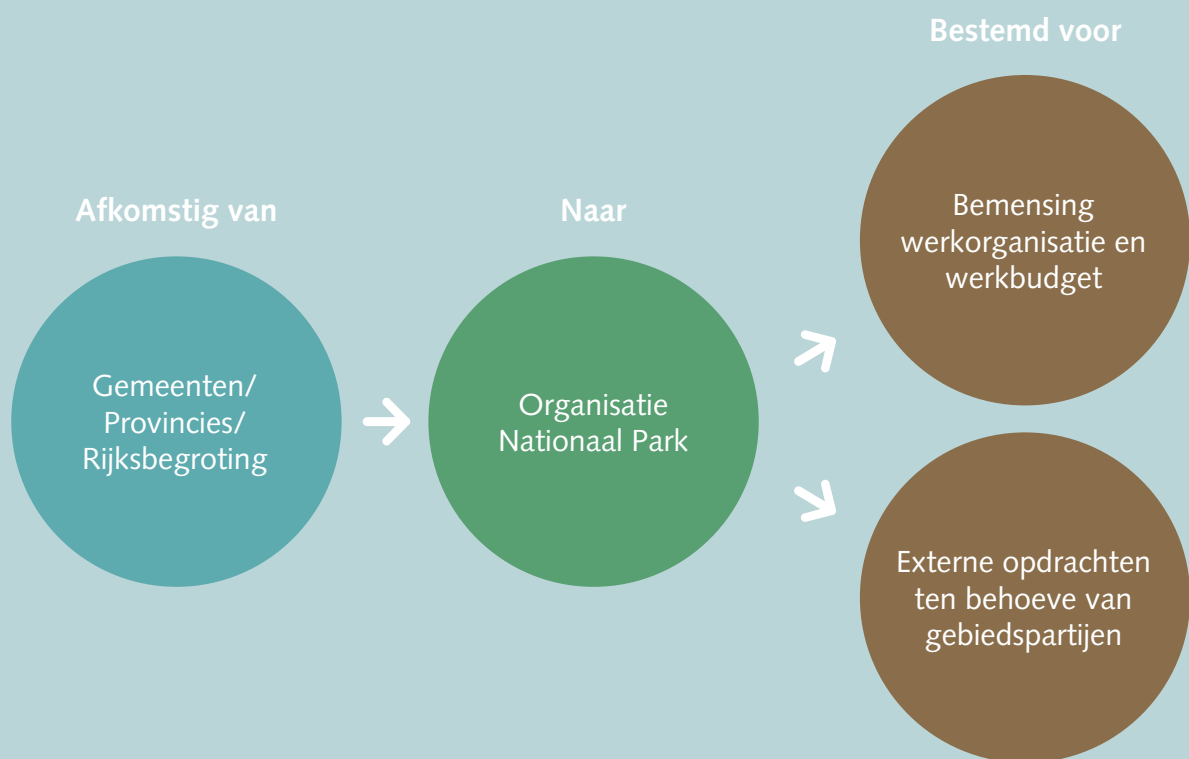 Afkomstig van
Gemeenten/
Provincies/
Rijksbegroting
Naar
Organisatie
Nationaal Park
Bestemd voor
Bemensing
werkorganisatie en
werkbudget
Externe opdrachten
ten behoeve van
gebiedspartijen